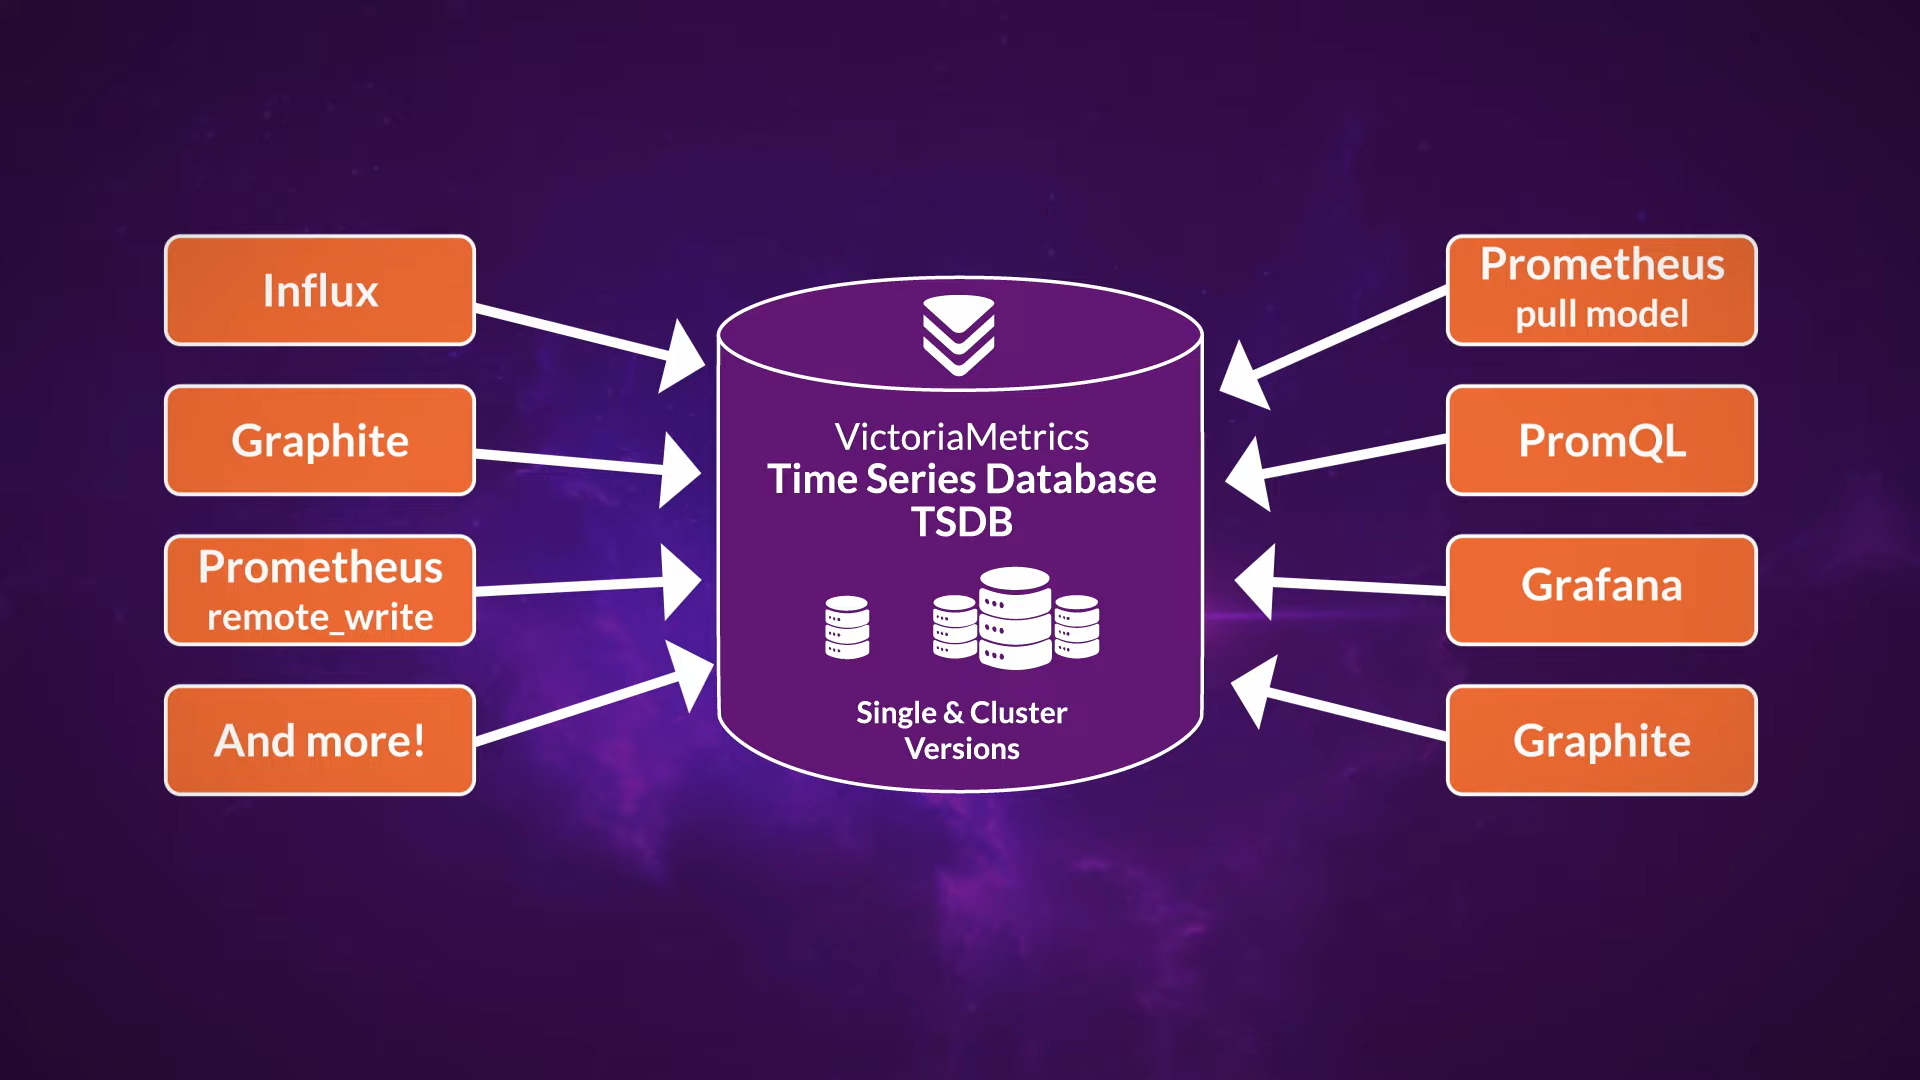 Influx
Graphite
Prometheus
remote_write
And more!
VictoriaMetrics
Time Series Database
TSDB
Single & Cluster
Versions
Prometheus
pull model
PromQL
Grafana
Graphite